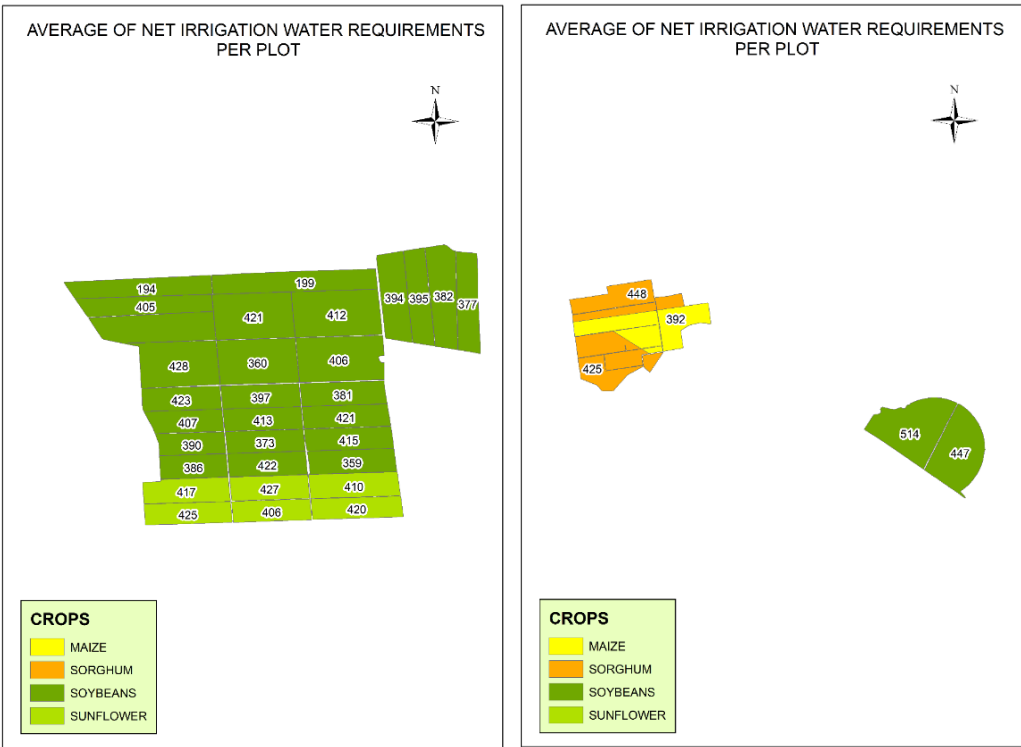 AVERAGE OF NET IRRIGATION WATER REQUIREMENTS
PER PLOT
N
194
199
405
421
412
394
395
382
377
428
360
406
423
397
381
407
413
421
390
373
415
386
422
359
417
427
410
425
406
420
CROPS
MAIZE
SORGHUM
SOYBEANS
SUNFLOWER
AVERAGE OF NET IRRIGATION WATER REQUIREMENTS
PER PLOT
N
448
392
425
514
447
CROPS
MAIZE
SORGHUM
SOYBEANS
SUNFLOWER